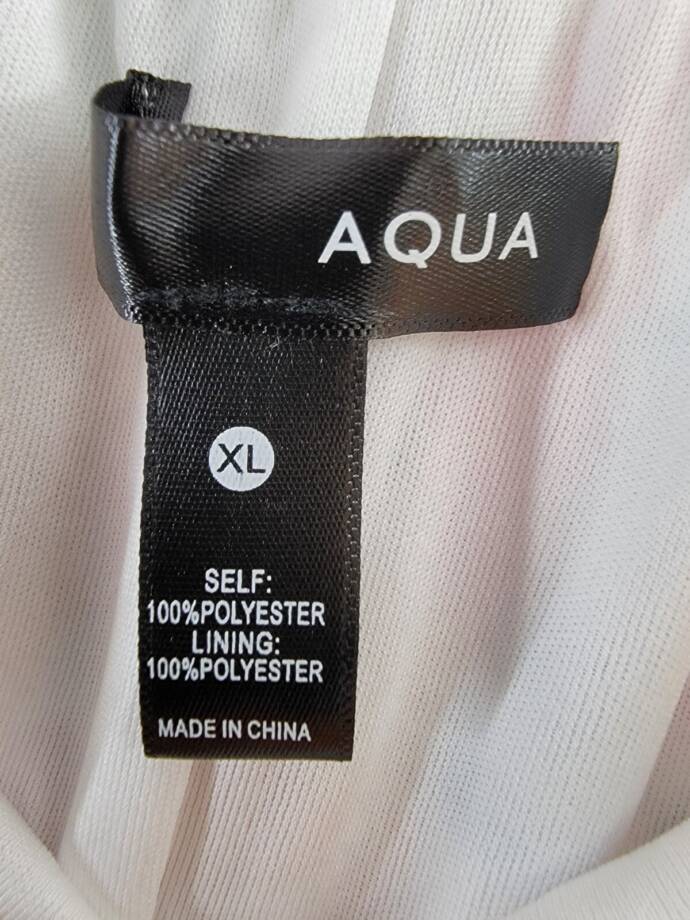 AQUA
XL
SELF:
100%POLYESTER
LINING:
100%POLYESTER
MADE IN CHINA